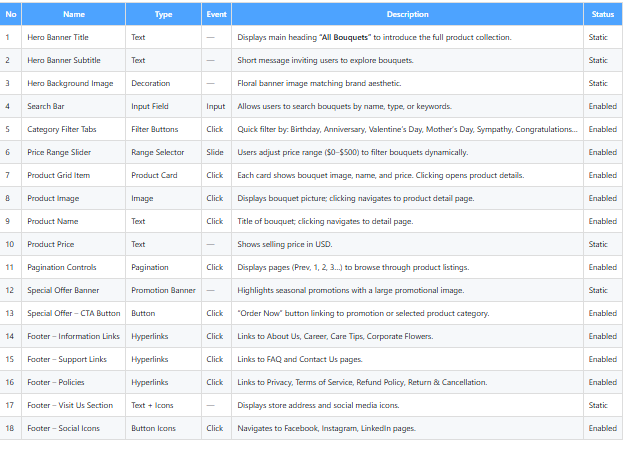 No Name Type Event Description Status
1 Hero Banner Title Text — Displays main heading “All Bouquets” to introduce the full product collection. Static
2 Hero Banner Subtitle Text — Short message inviting users to explore bouquets. Static
3 Hero Background Image Decoration — Floral banner image matching brand aesthetic. Static
4 Search Bar Input Field Input Allows users to search bouquets by name, type, or keywords. Enabled
5 Category Filter Tabs Filter Buttons Click Quick filter by: Birthday, Anniversary, Valentine's Day, Mother's Day, Sympathy, Congratulations... Enabled
6 Price Range Slider Range Selector Slide Users adjust price range ($0–$500) to filter bouquets dynamically. Enabled
7 Product Grid Item Product Card Click Each card shows bouquet image, name, and price. Clicking opens product details. Enabled
8 Product Image Image Click Displays bouquet picture; clicking navigates to product detail page. Enabled
9 Product Name Text Click Title of bouquet; clicking navigates to detail page. Enabled
10 Product Price Text — Shows selling price in USD. Static
11 Pagination Controls Pagination Click Displays pages (Prev, 1, 2, 3...) to browse through product listings. Enabled
12 Special Offer Banner Promotion Banner — Highlights seasonal promotions with a large promotional image. Static
13 Special Offer – CTA Button Button Click “Order Now” button linking to promotion or selected product category. Enabled
14 Footer – Information Links Hyperlinks Click Links to About Us, Career, Care Tips, Corporate Flowers. Enabled
15 Footer – Support Links Hyperlinks Click Links to FAQ and Contact Us pages. Enabled
16 Footer – Policies Hyperlinks Click Links to Privacy, Terms of Service, Refund Policy, Return & Cancellation. Enabled
17 Footer – Visit Us Section Text + Icons — Displays store address and social media icons. Static
18 Footer – Social Icons Button Icons Click Navigates to Facebook, Instagram, LinkedIn pages. Enabled